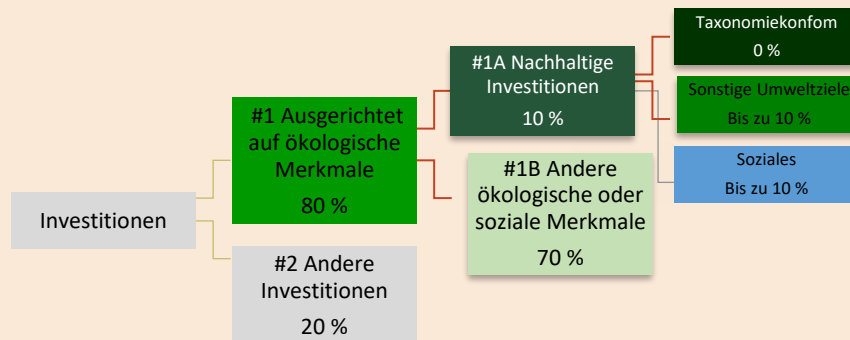 Investitionen
#1 Ausgerichtet
auf ökologische
Merkmale
80 %
#2 Andere
Investitionen
20 %
#1A Nachhaltige
Investitionen
10 %
#1B Andere
ökologische oder
soziale Merkmale
70 %
Taxonomiekonfom
0 %
Sonstige Umweltziele
Bis zu 10 %
Soziales
Bis zu 10 %